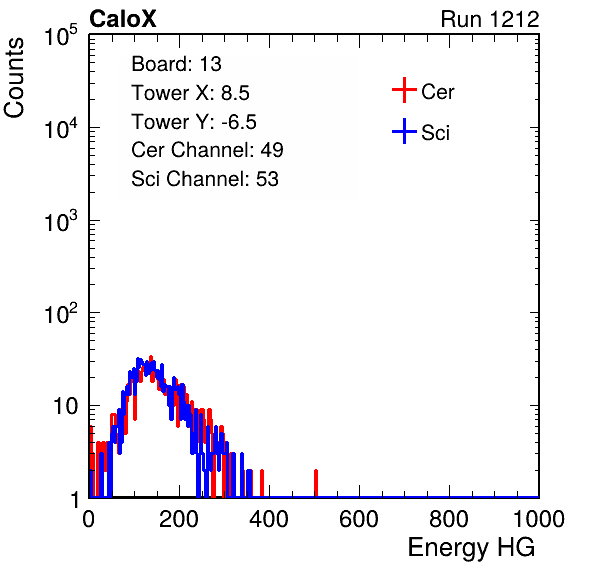 CaloX
Run 1212
Counts
Board: 13
Tower X: 8.5
Tower Y: -6.5
Cer Channel: 49
Sci Channel: 53
Cer
Sci
10^5
10^4
10^3
10^2
10
1
0 200 400 600 800 1000
Energy HG